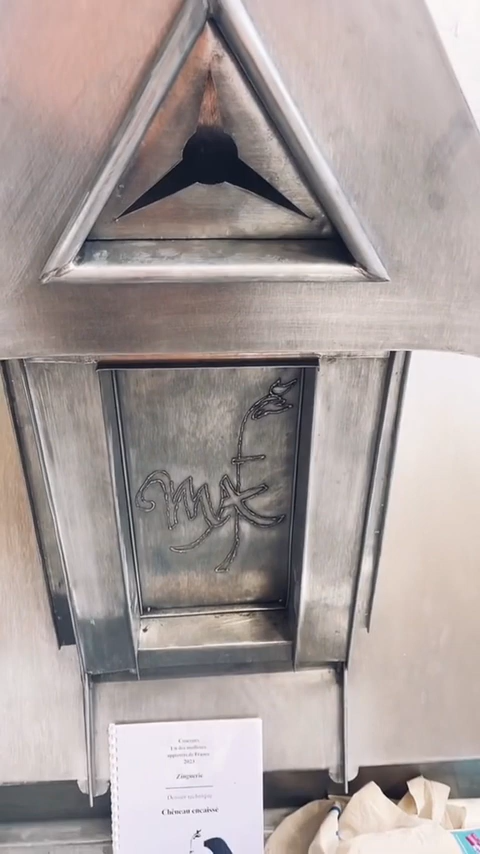 MAF
Concours
Un des meilleurs
apprentis de France
Zinguerie
Dossier technique
Chéneau encaissé